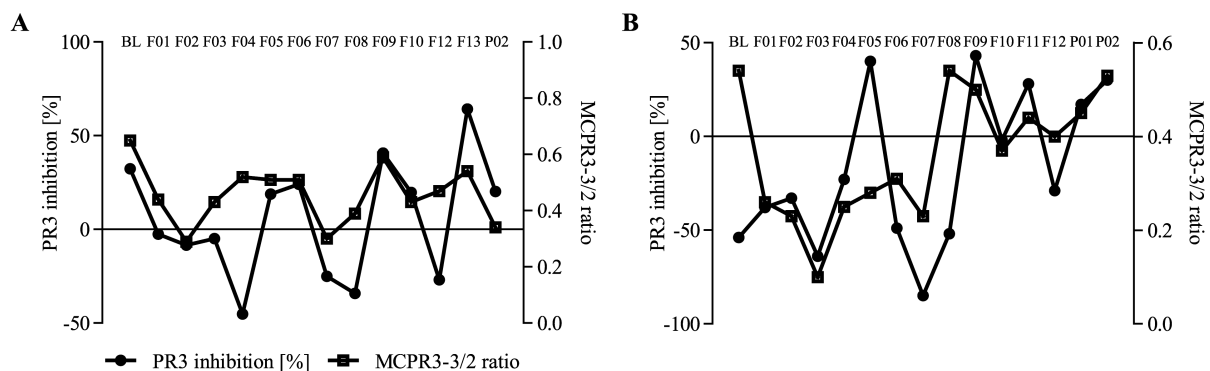 A
B
BL F01 F02 F03 F04 F05 F06 F07 F08 F09 F10 F12 F13 P02
100
50
0
-50
PR3 inhibition [%]
1.0
0.8
0.6
0.4
0.2
0.0
MCPR3-3/2 ratio
BL F01 F02 F03 F04 F05 F06 F07 F08 F09 F10 F11 F12 P01 P02
50
0
-50
-100
PR3 inhibition [%]
0.6
0.4
0.2
0.0
MCPR3-3/2 ratio
PR3 inhibition [%] MCPR3-3/2 ratio